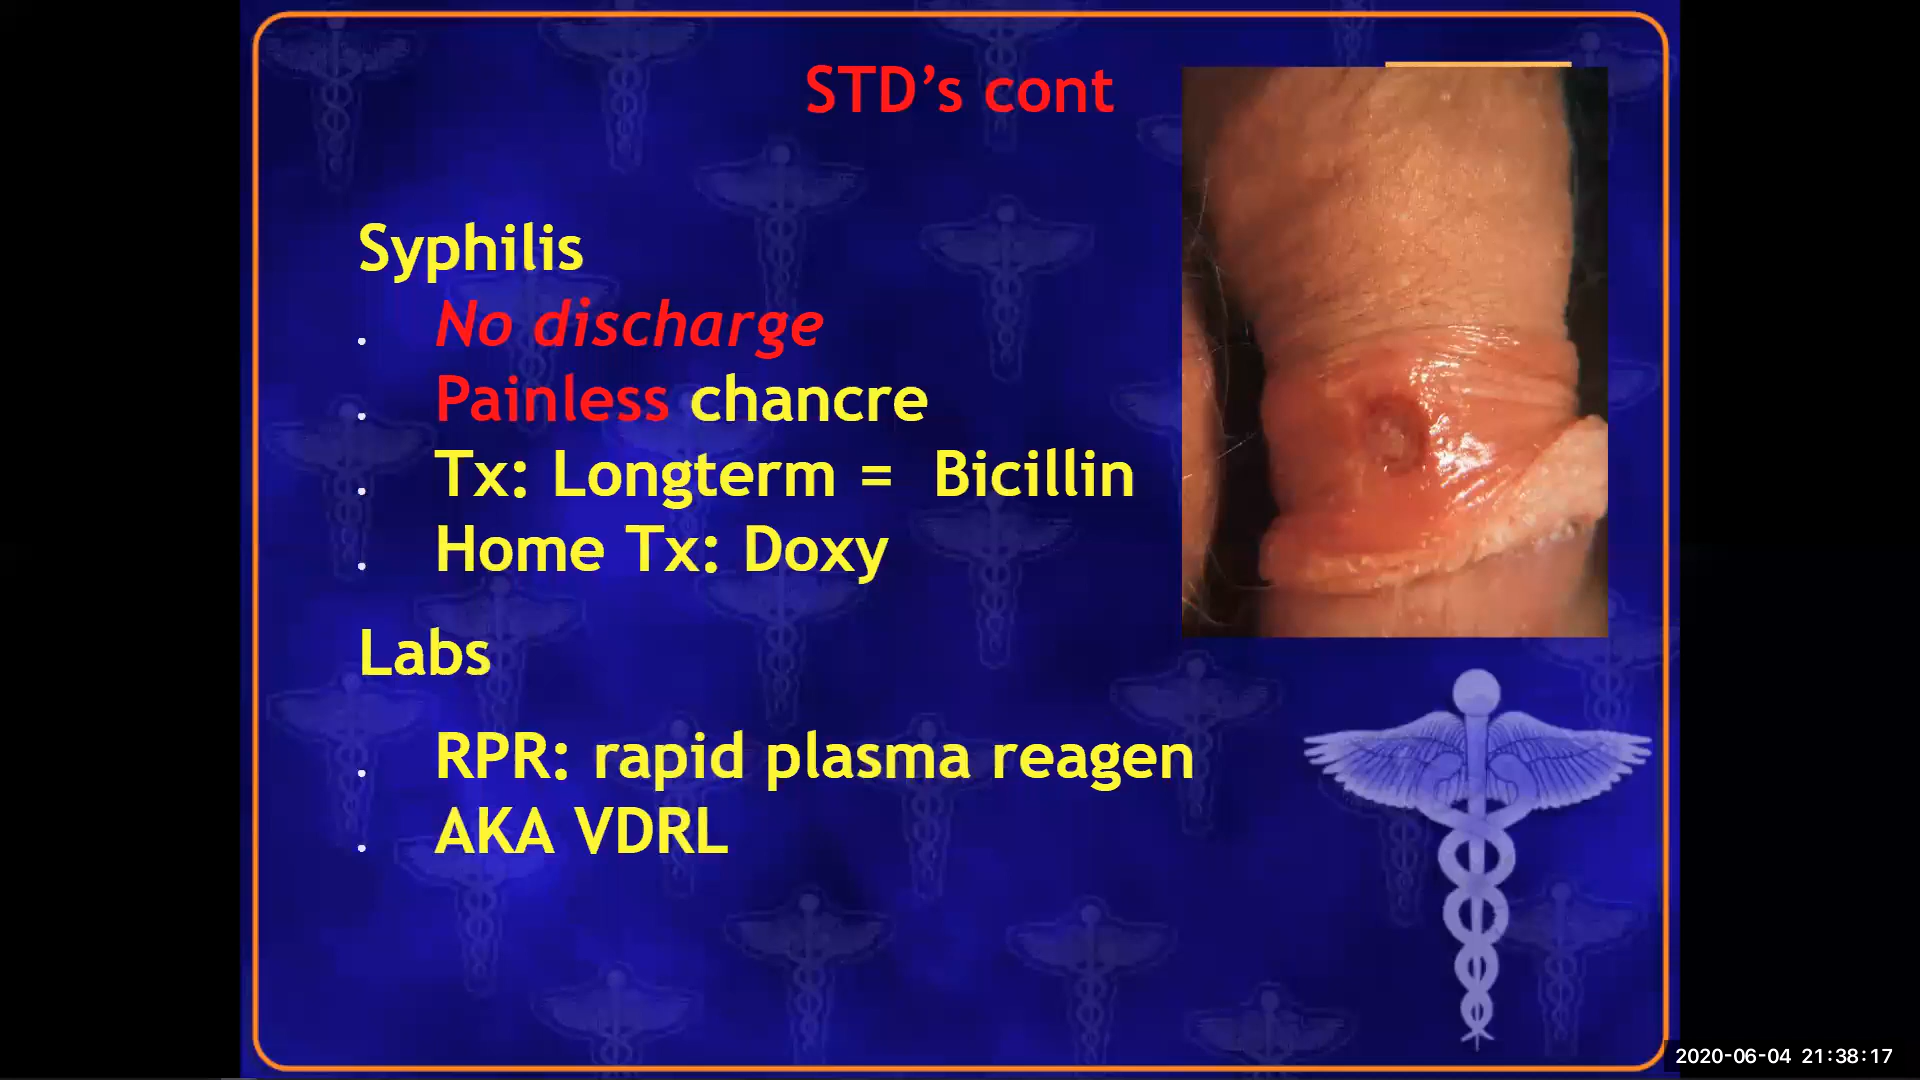 STD’s cont
Syphilis
. No discharge
. Painless chancre
. Tx: Longterm = Bicillin
. Home Tx: Doxy
Labs
. RPR: rapid plasma reagen
. AKA VDRL
2020-06-04 21:38:17